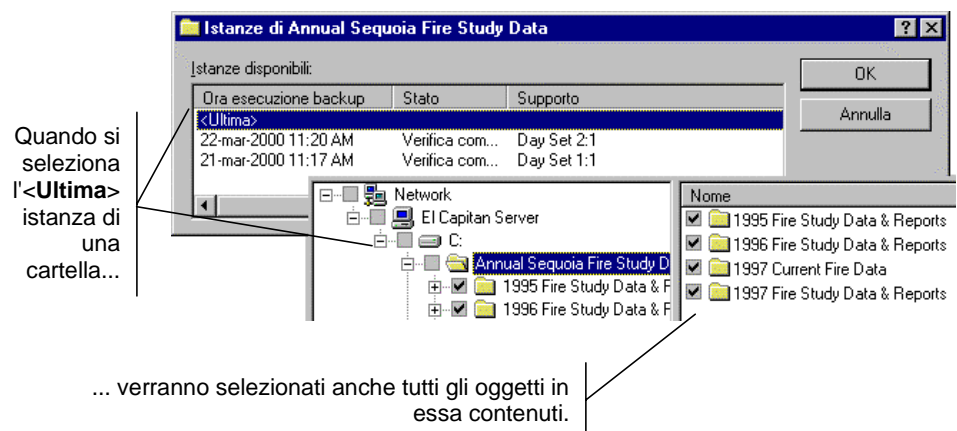 Istanze di Annual Sequoia Fire Study Data
Istanze disponibili:
OK
Annulla
Ora esecuzione backup Stato Supporto
<Ultima>
22-mar-2000 11:20 AM Verifica com... Day Set 2:1
21-mar-2000 11:17 AM Verifica com... Day Set 1:1
Quando si
seleziona
l'<Ultima>
istanza di
una
cartella...
Network
El Capitan Server
C:
Annual Sequoia Fire Study D
1995 Fire Study Data & F
1996 Fire Study Data & F
Nome
1995 Fire Study Data & Reports
1996 Fire Study Data & Reports
1997 Current Fire Data
1997 Fire Study Data & Reports
... verranno selezionati anche tutti gli oggetti in
essa contenuti.